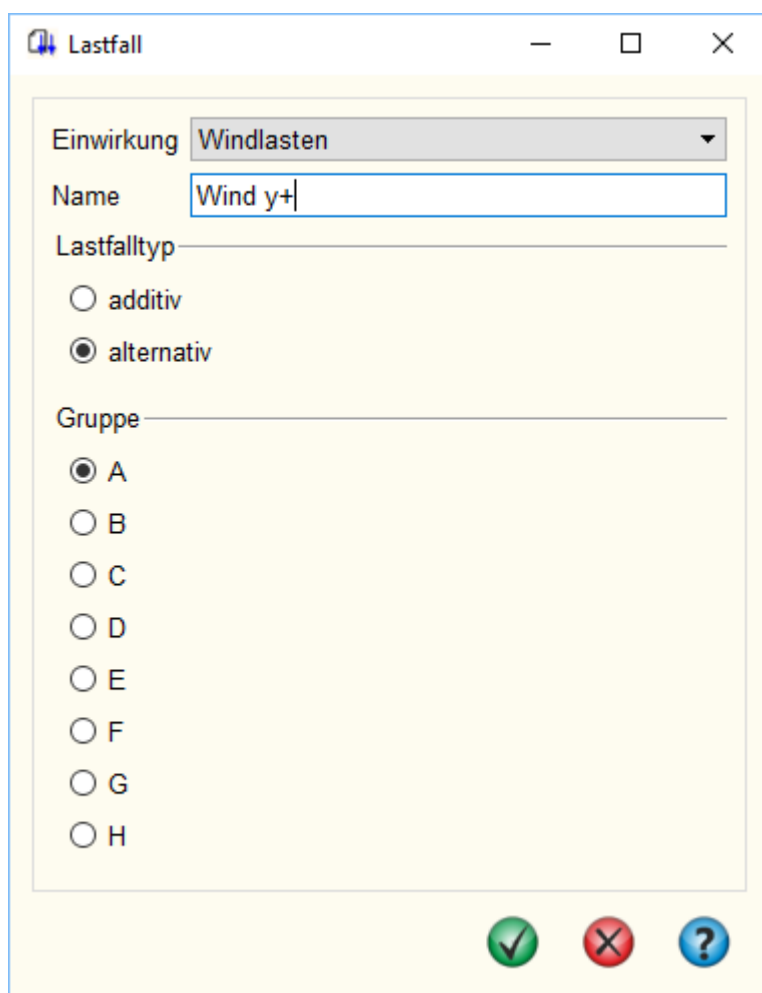 Lastfall
Einwirkung Windlasten
Name Wind y+
Lastfalltyp
additiv
alternativ
Gruppe
A
B
C
D
E
F
G
H
?